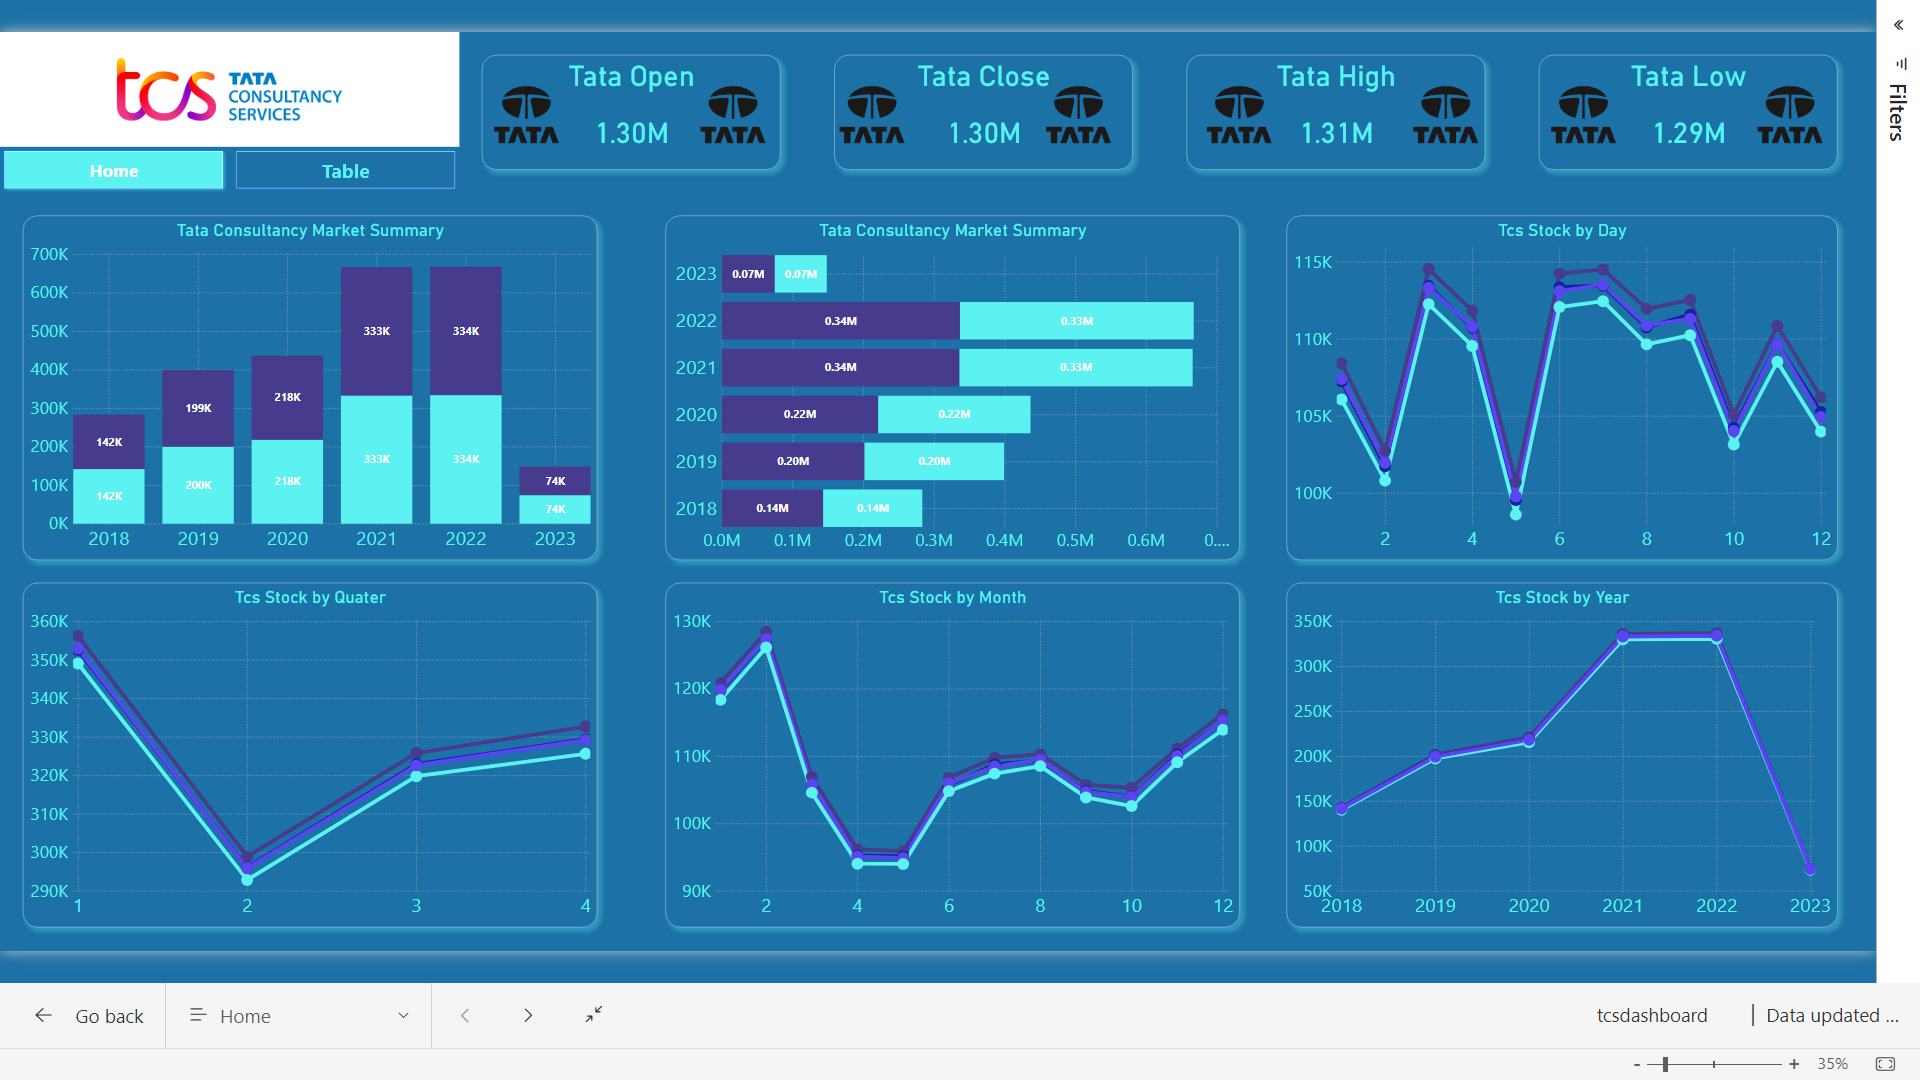 tcs TATA
CONSULTANCY
SERVICES
Home
Table
Tata Open
TATA 1.30M TATA
Tata Close
TATA 1.30M TATA
Tata High
TATA 1.31M TATA
Tata Low
TATA 1.29M TATA
Filters
Tata Consultancy Market Summary
700K
600K
500K
400K
300K
200K
100K
0K
142K
142K
199K
200K
218K
218K
333K
333K
334K
334K
74K
74K
2018 2019 2020 2021 2022 2023
Tata Consultancy Market Summary
2023 0.07M 0.07M
2022 0.34M 0.33M
2021 0.34M 0.33M
2020 0.22M 0.22M
2019 0.20M 0.20M
2018 0.14M 0.14M
0.0M 0.1M 0.2M 0.3M 0.4M 0.5M 0.6M 0....
Tcs Stock by Day
115K
110K
105K
100K
2 4 6 8 10 12
Tcs Stock by Quater
360K
350K
340K
330K
320K
310K
300K
290K
1 2 3 4
Tcs Stock by Month
130K
120K
110K
100K
90K
2 4 6 8 10 12
Tcs Stock by Year
350K
300K
250K
200K
150K
100K
50K
2018 2019 2020 2021 2022 2023
Go back
Home
tcsdashboard | Data updated ...
- + 35%